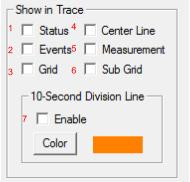 Show in Trace
1 Status 4 Center Line
2 Events 5 Measurement
3 Grid 6 Sub Grid
10-Second Division Line
7 Enable
Color